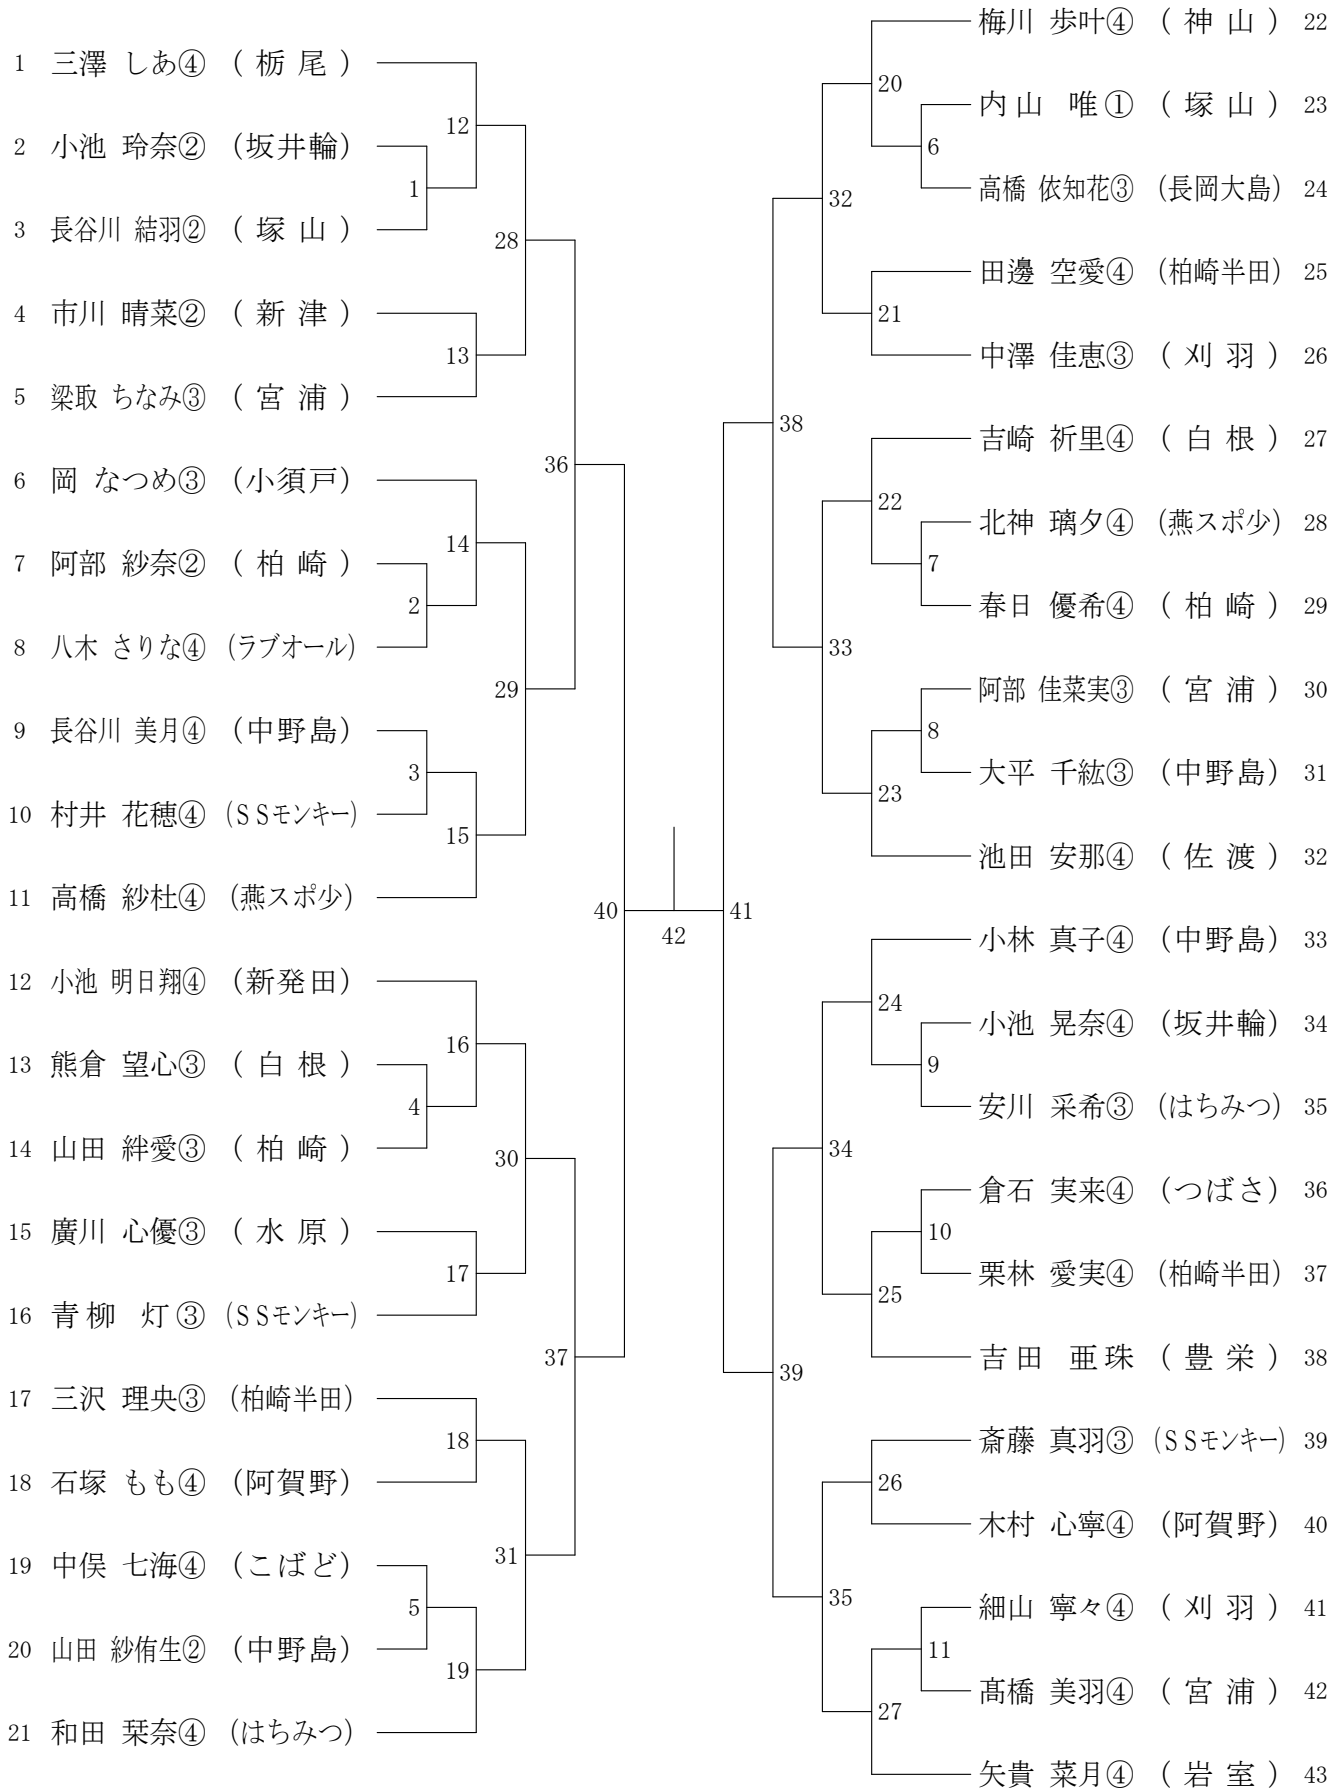 1 三澤 しあ④ （ 栃 尾 ）
2 小池 玲奈② （坂井輪）
3 長谷川 結羽② （ 塚 山 ）
4 市川 晴菜② （ 新 津 ）
5 梁取 ちなみ③ （ 宮 浦 ）
6 岡 なつめ③ （小須戸）
7 阿部 紗奈② （ 柏 崎 ）
8 八木 さりな④ （ラブオール）
9 長谷川 美月④ （中野島）
10 村井 花穂④ （ＳＳモンキー）
11 高橋 紗杜④ （燕スポ少）
12 小池 明日翔④ （新発田）
13 熊倉 望心③ （ 白 根 ）
14 山田 絆愛③ （ 柏 崎 ）
15 廣川 心優③ （ 水 原 ）
16 青柳 灯③ （ＳＳモンキー）
17 三沢 理央③ （柏崎半田）
18 石塚 もも④ （阿賀野）
19 中俣 七海④ （こばど）
20 山田 紗侑生② （中野島）
21 和田 栞奈④ （はちみつ）
1
2
3
4
5
12
13
14
15
16
17
18
19
28
29
30
31
36
37
40
42
41
38
39
32
33
34
35
20
21
22
23
24
25
26
27
6
7
8
9
10
11
梅川 歩叶④ （ 神 山 ） 22
内山 唯① （ 塚 山 ） 23
高橋 依知花③ （長岡大島） 24
田邊 空愛④ （柏崎半田） 25
中澤 佳恵③ （ 刈 羽 ） 26
吉崎 祈里④ （ 白 根 ） 27
北神 璃夕④ （燕スポ少） 28
春日 優希④ （ 柏 崎 ） 29
阿部 佳菜実③ （ 宮 浦 ） 30
大平 千紘③ （中野島） 31
池田 安那④ （ 佐 渡 ） 32
小林 真子④ （中野島） 33
小池 晃奈④ （坂井輪） 34
安川 采希③ （はちみつ） 35
倉石 実来④ （つばさ） 36
栗林 愛実④ （柏崎半田） 37
吉田 亜珠 （ 豊 栄 ） 38
斎藤 真羽③ （ＳＳモンキー） 39
木村 心寧④ （阿賀野） 40
細山 寧々④ （ 刈 羽 ） 41
髙橋 美羽④ （ 宮 浦 ） 42
矢貴 菜月④ （ 岩 室 ） 43